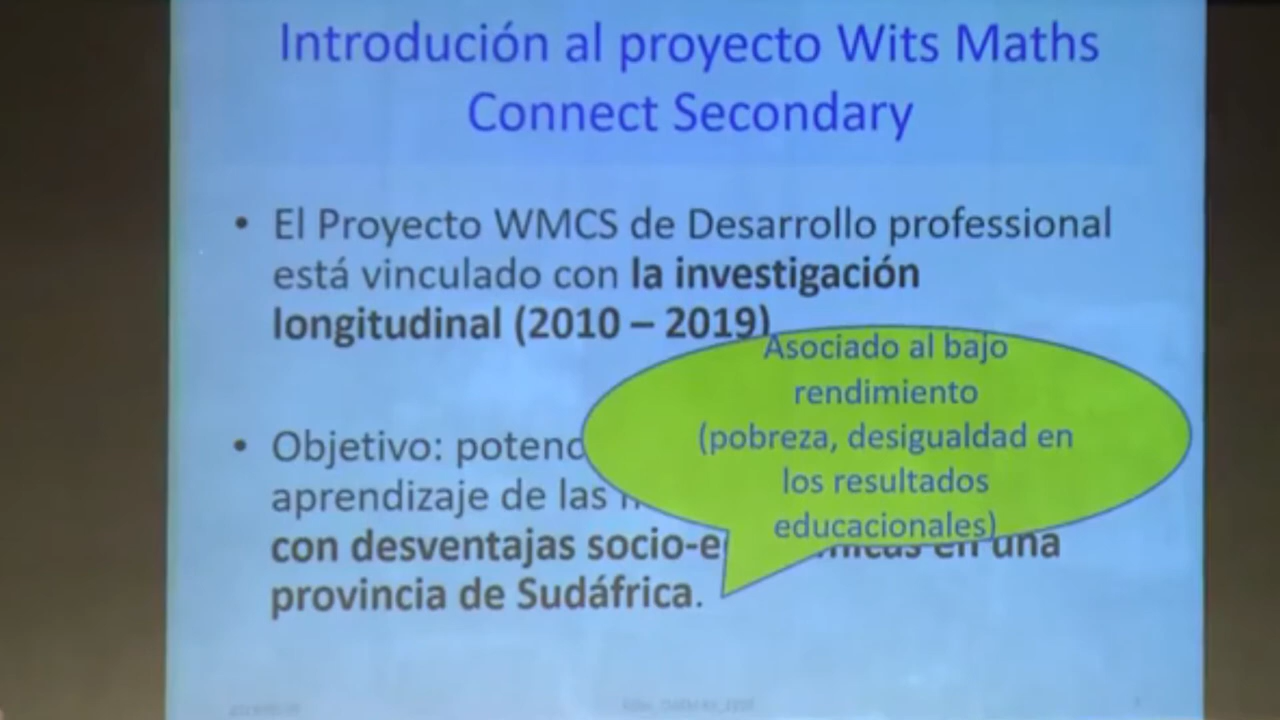 Introdución al proyecto Wits Maths
Connect Secondary
• El Proyecto WMCS de Desarrollo professional
está vinculado con la investigación
longitudinal (2010 – 2019)
Asociado al bajo
rendimiento
(pobreza, desigualdad en
los resultados
educacionales)
• Objetivo:
aprendizaje de las
con desventajas en una
provincia de Sudáfrica.